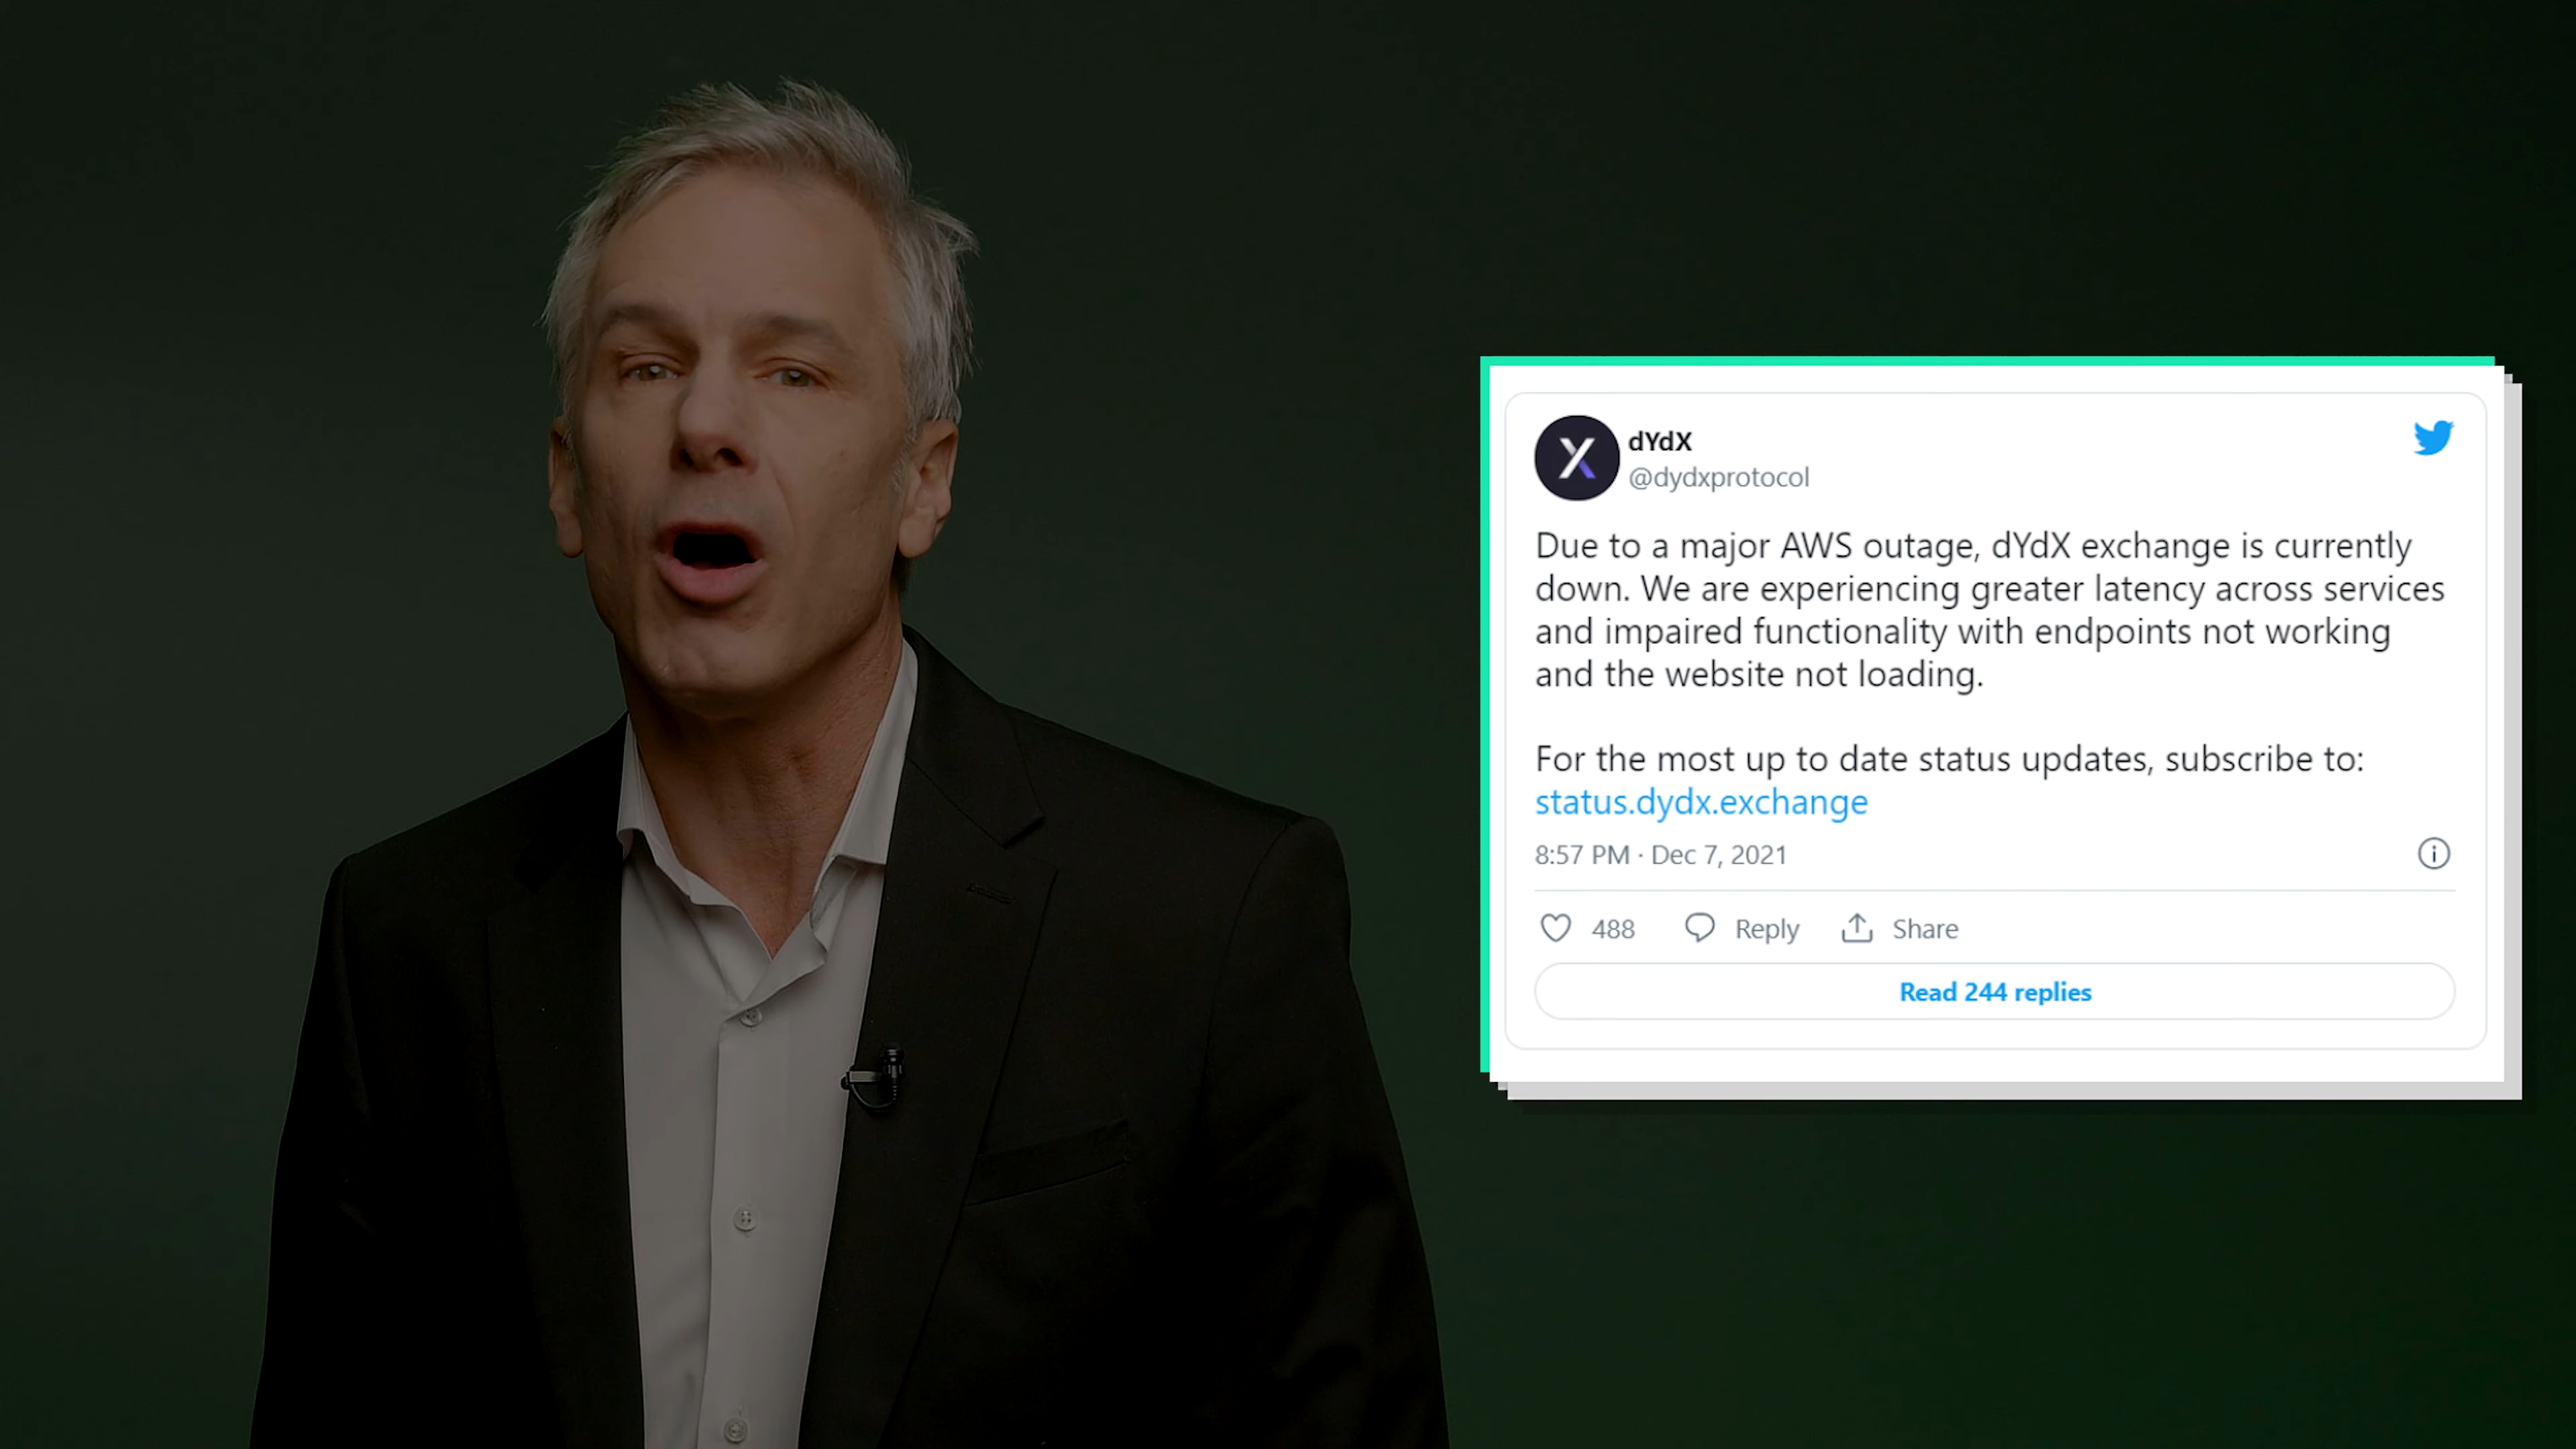 dYdX
@dydxprotocol
Due to a major AWS outage, dYdX exchange is currently
down. We are experiencing greater latency across services
and impaired functionality with endpoints not working
and the website not loading.
For the most up to date status updates, subscribe to:
status.dydx.exchange
8:57 PM · Dec 7, 2021
488 Reply Share
Read 244 replies